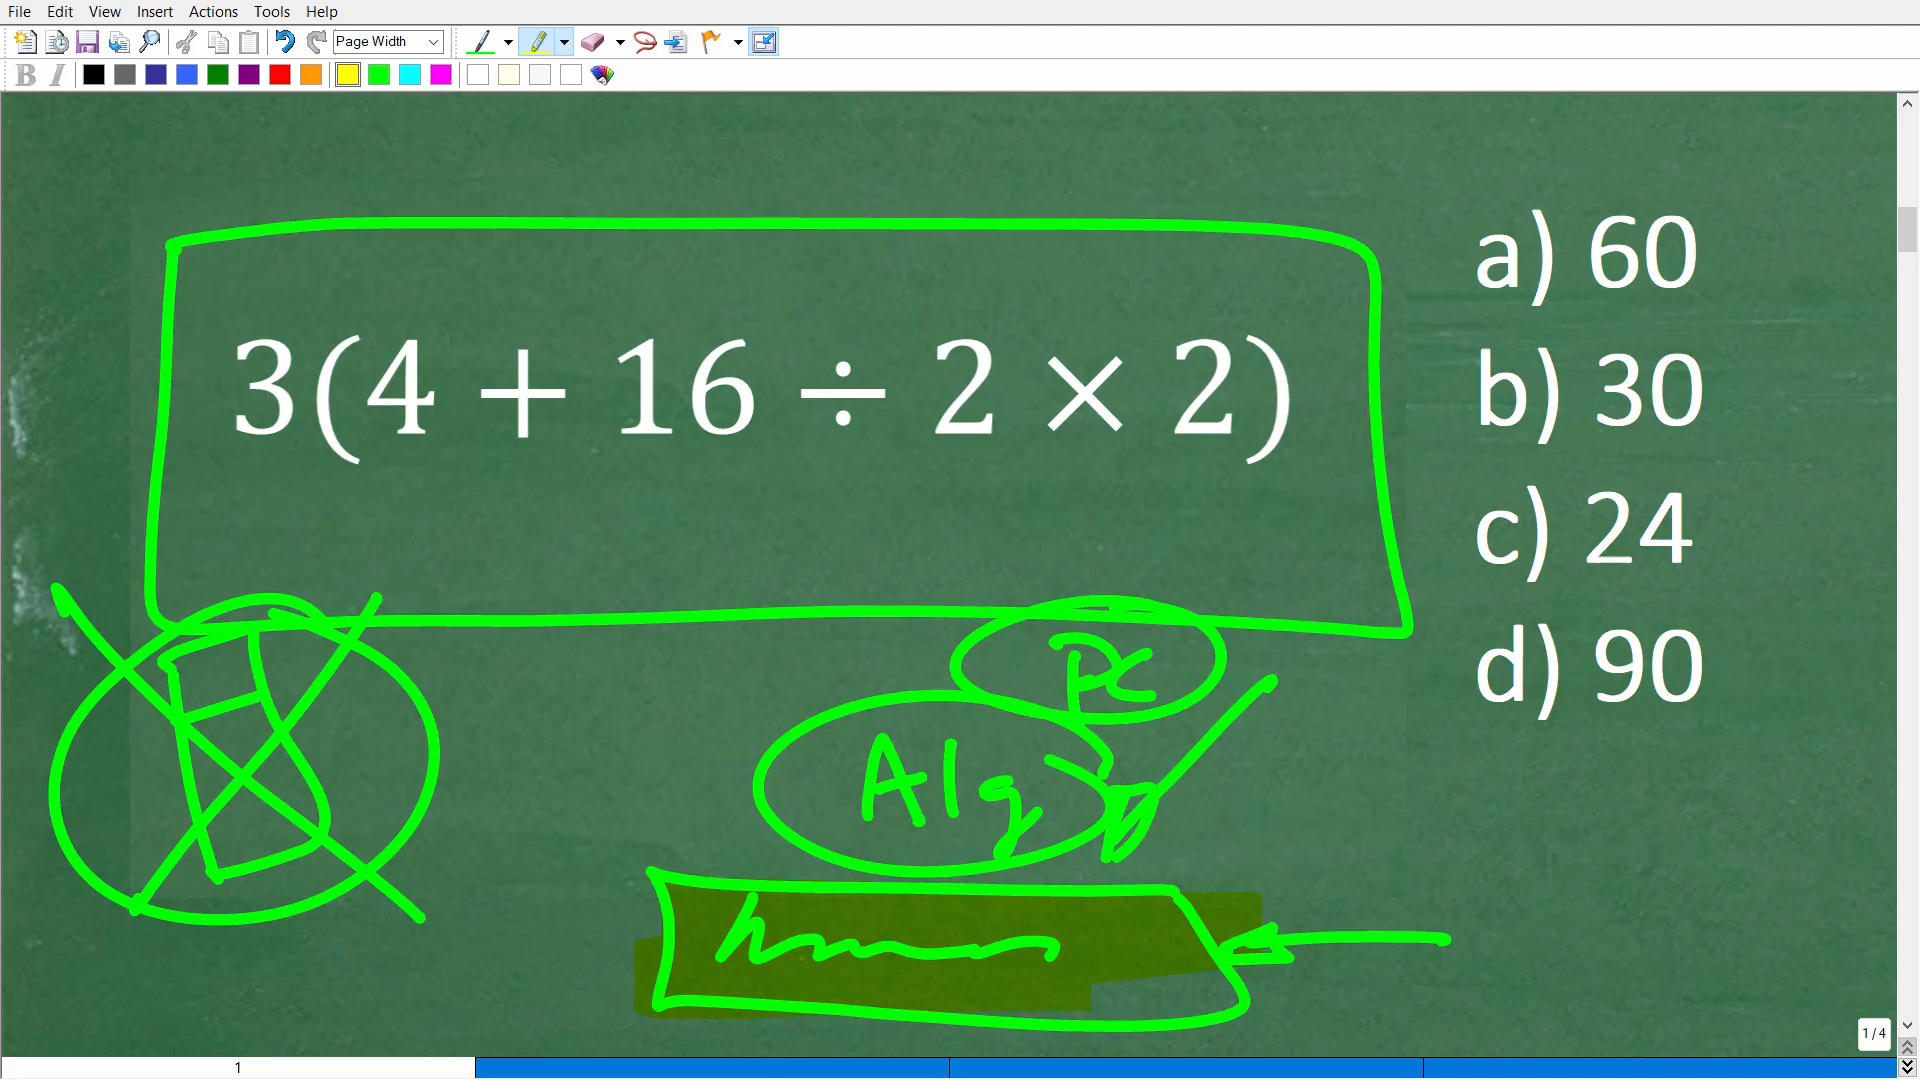 File Edit View Insert Actions Tools Help
Page Width
B I
3(4 + 16 ÷ 2 × 2)
a) 60
b) 30
c) 24
d) 90
PC
Alg
1 / 4
1